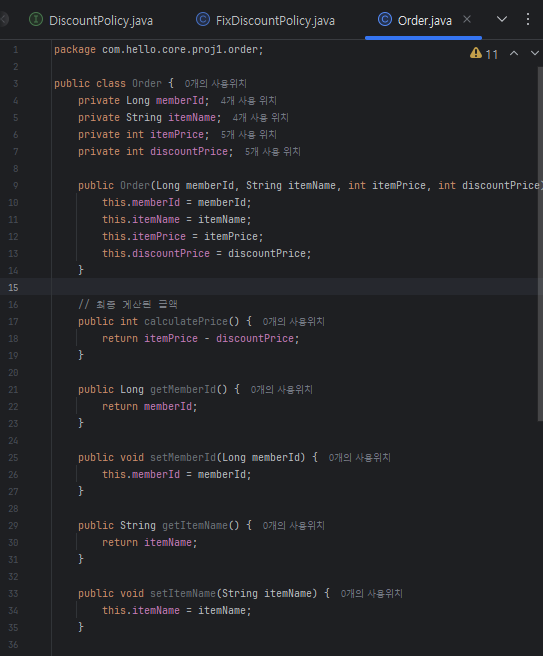 DiscountPolicy.java
FixDiscountPolicy.java
Order.java
11
1 package com.hello.core.proj1.order;
2
3 public class Order { 0개의 사용위치
4 private Long memberId; 4개 사용 위치
5 private String itemName; 4개 사용 위치
6 private int itemPrice; 5개 사용 위치
7 private int discountPrice; 5개 사용 위치
8
9 public Order(Long memberId, String itemName, int itemPrice, int discountPrice)
10 this.memberId = memberId;
11 this.itemName = itemName;
12 this.itemPrice = itemPrice;
13 this.discountPrice = discountPrice;
14 }
15
16 // 최종 계산된 금액
17 public int calculatePrice() { 0개의 사용위치
18 return itemPrice - discountPrice;
19 }
20
21 public Long getMemberId() { 0개의 사용위치
22 return memberId;
23 }
24
25 public void setMemberId(Long memberId) { 0개의 사용위치
26 this.memberId = memberId;
27 }
28
29 public String getItemName() { 0개의 사용위치
30 return itemName;
31 }
32
33 public void setItemName(String itemName) { 0개의 사용위치
34 this.itemName = itemName;
35 }
36